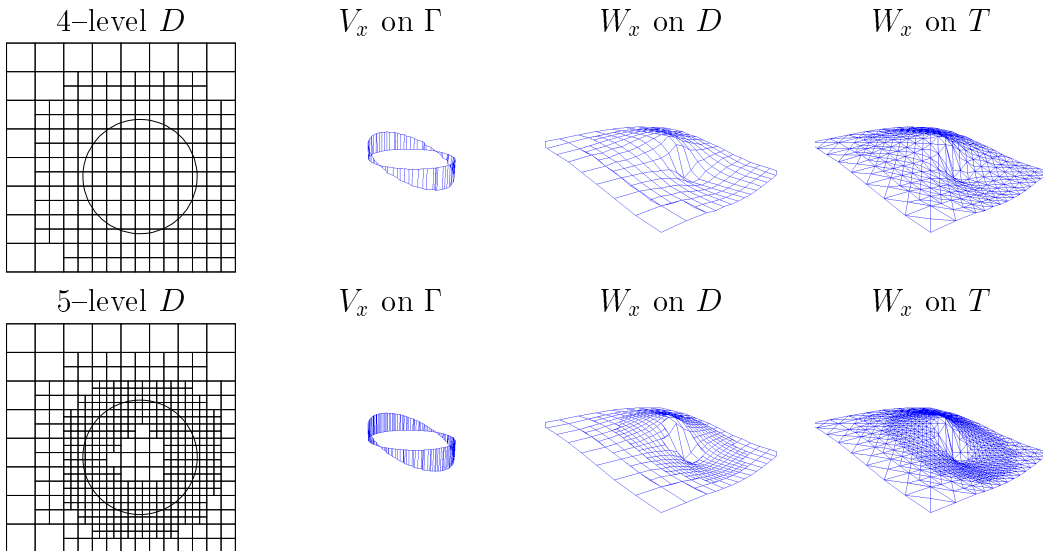 4–level D
V_x on Γ
W_x on D
W_x on T
5–level D
V_x on Γ
W_x on D
W_x on T